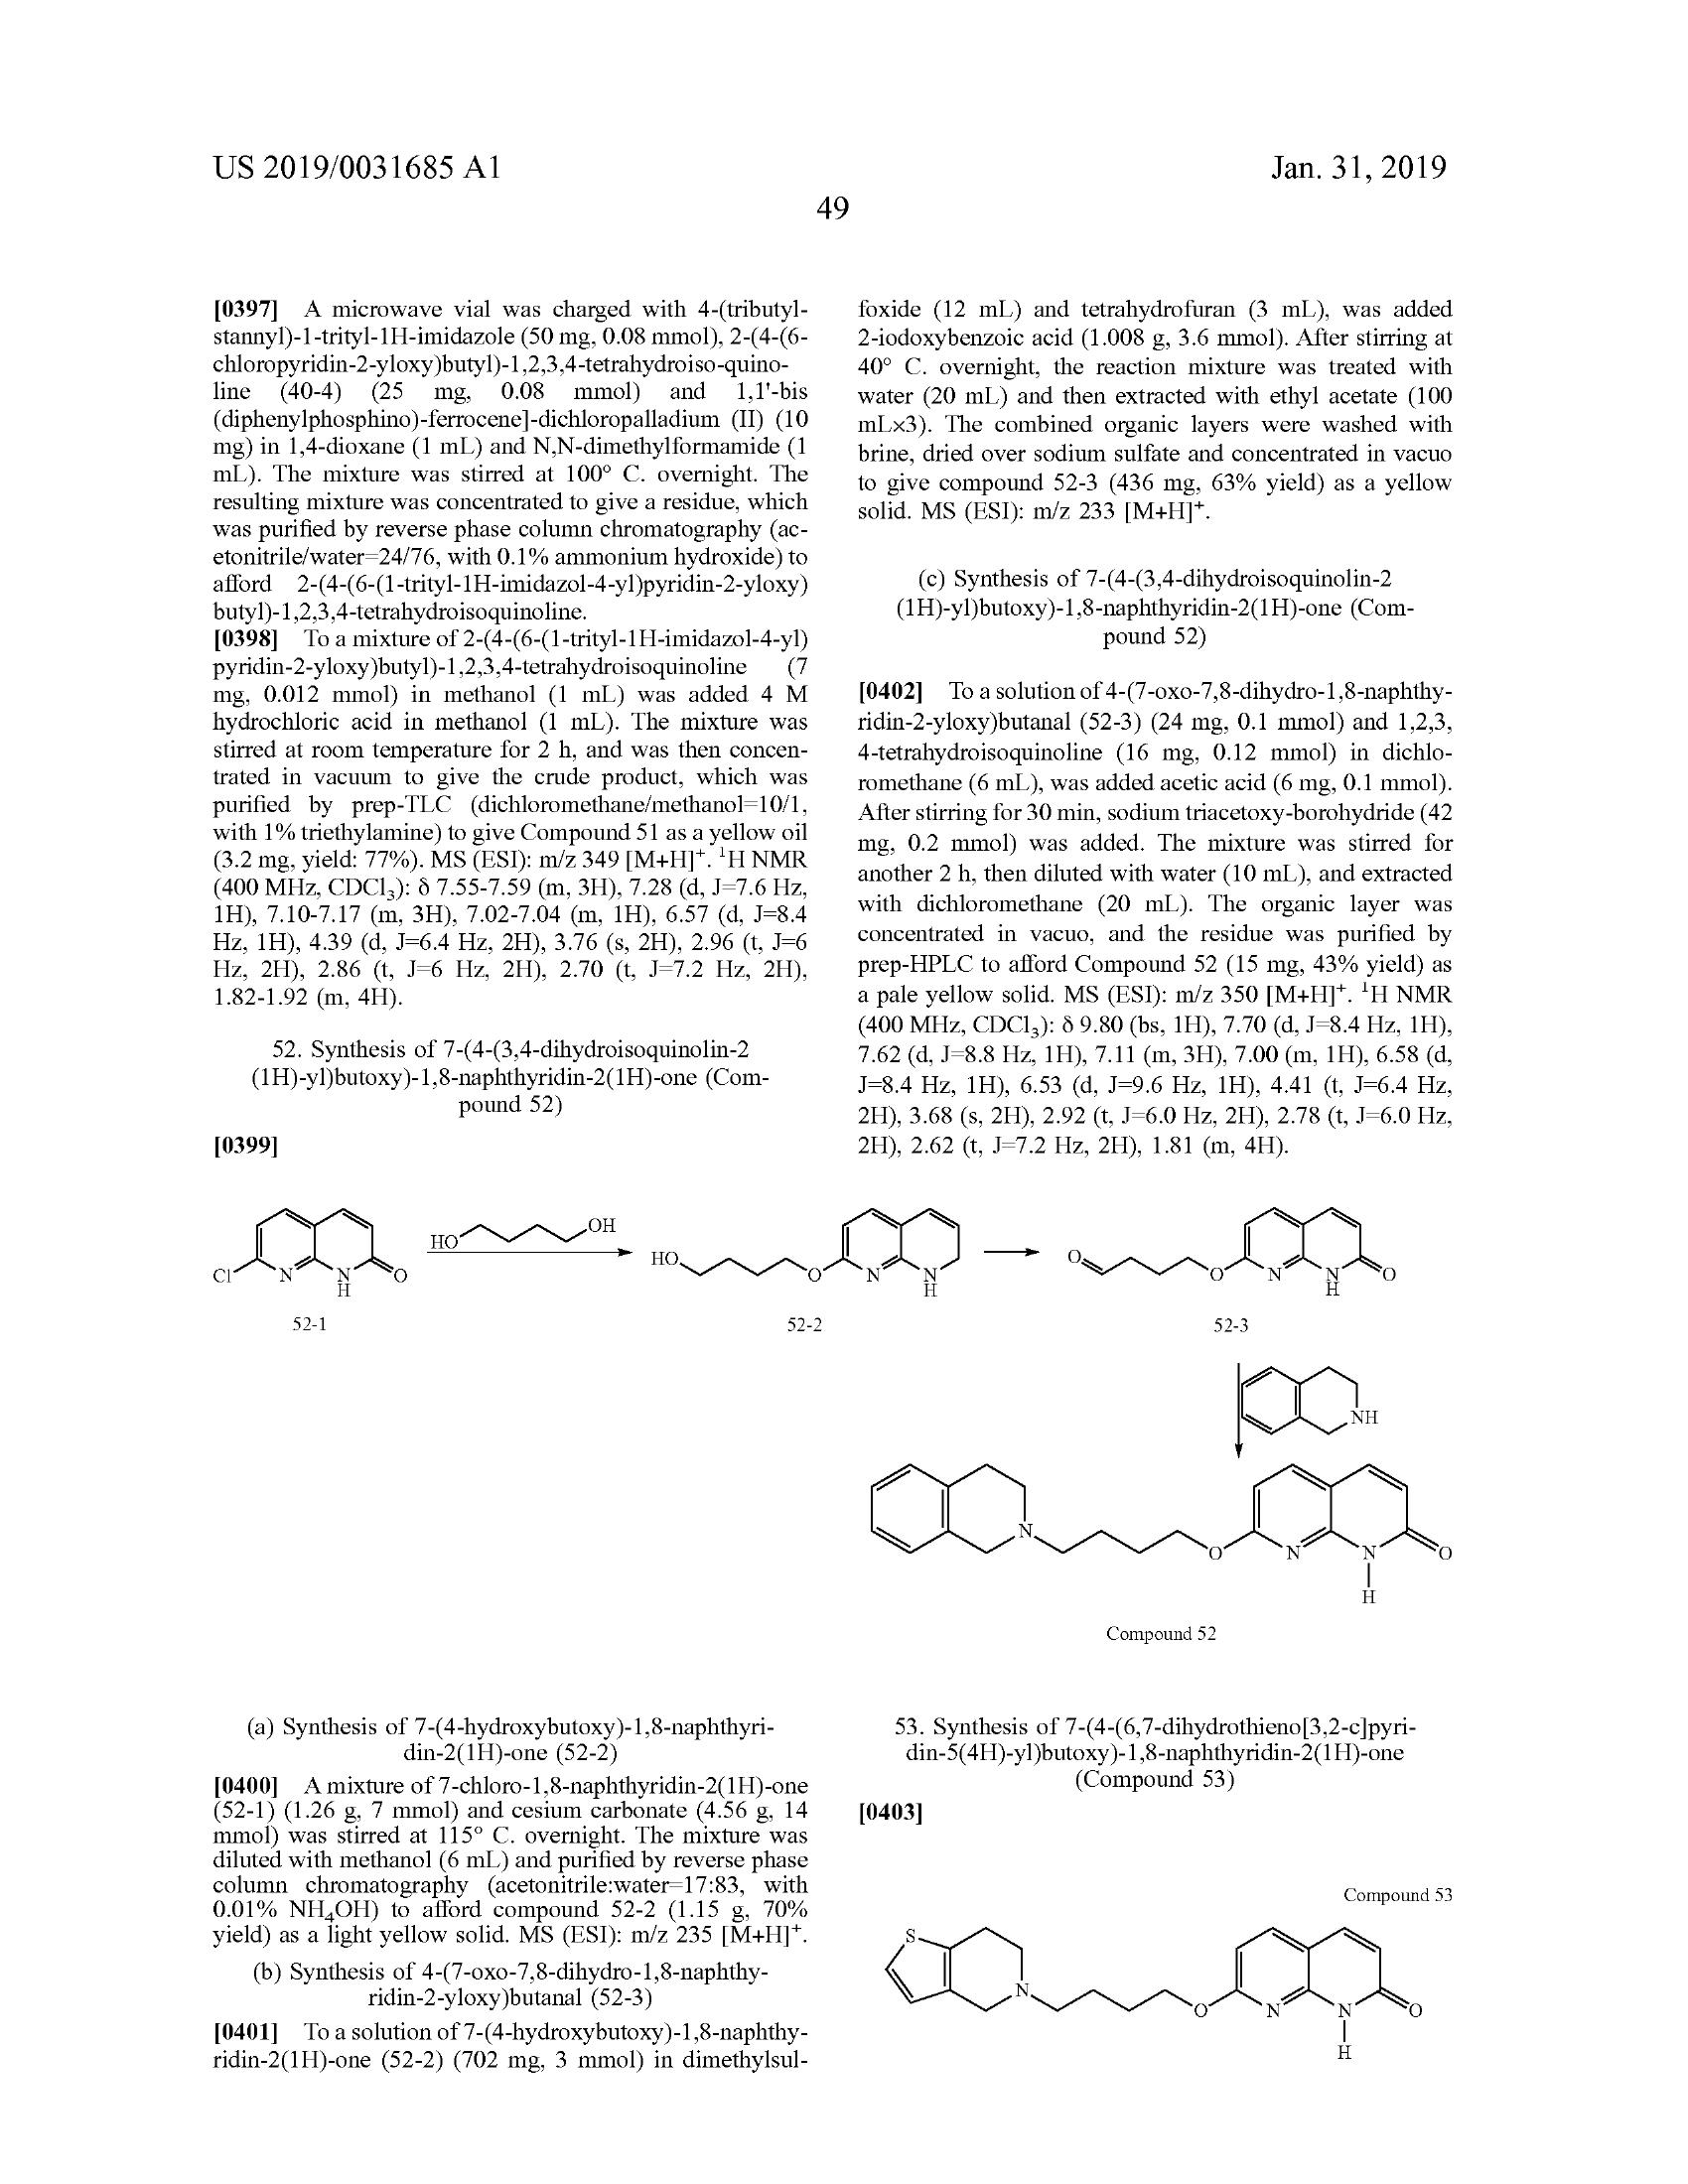 US 2019/0031685 A1
Jan. 31, 2019
49
[0397] A microwave vial was charged with 4-(tributyl-
stannyl)-1-trityl-1H-imidazole (50 mg, 0.08 mmol), 2-(4-(6-
chloropyridin-2-yloxy)butyl)-1,2,3,4-tetrahydroiso-quino-
line (40-4) (25 mg, 0.08 mmol) and 1,1'-bis
(diphenylphosphino)-ferrocene]-dichloropalladium (II) (10
mg) in 1,4-dioxane (1 mL) and N,N-dimethylformamide (1
mL). The mixture was stirred at 100° C. overnight. The
resulting mixture was concentrated to give a residue, which
was purified by reverse phase column chromatography (ac-
etonitrile/water=24/76, with 0.1% ammonium hydroxide) to
afford 2-(4-(6-(1-trityl-1H-imidazol-4-yl)pyridin-2-yloxy)
butyl)-1,2,3,4-tetrahydroisoquinoline.
[0398] To a mixture of 2-(4-(6-(1-trityl-1H-imidazol-4-yl)
pyridin-2-yloxy)butyl)-1,2,3,4-tetrahydroisoquinoline (7
mg, 0.012 mmol) in methanol (1 mL) was added 4 M
hydrochloric acid in methanol (1 mL). The mixture was
stirred at room temperature for 2 h, and was then concen-
trated in vacuum to give the crude product, which was
purified by prep-TLC (dichloromethane/methanol=10/1,
with 1% triethylamine) to give Compound 51 as a yellow oil
(3.2 mg, yield: 77%). MS (ESI): m/z 349 [M+H]⁺. ¹H NMR
(400 MHz, CDCl₃): δ 7.55-7.59 (m, 3H), 7.28 (d, J=7.6 Hz,
1H), 7.10-7.17 (m, 3H), 7.02-7.04 (m, 1H), 6.57 (d, J=8.4
Hz, 1H), 4.39 (d, J=6.4 Hz, 2H), 3.76 (s, 2H), 2.96 (t, J=6
Hz, 2H), 2.86 (t, J=6 Hz, 2H), 2.70 (t, J=7.2 Hz, 2H),
1.82-1.92 (m, 4H).
52. Synthesis of 7-(4-(3,4-dihydroisoquinolin-2
(1H)-yl)butoxy)-1,8-naphthyridin-2(1H)-one (Com-
pound 52)
[0399]
foxide (12 mL) and tetrahydrofuran (3 mL), was added
2-iodoxybenzoic acid (1.008 g, 3.6 mmol). After stirring at
40° C. overnight, the reaction mixture was treated with
water (20 mL) and then extracted with ethyl acetate (100
mLx3). The combined organic layers were washed with
brine, dried over sodium sulfate and concentrated in vacuo
to give compound 52-3 (436 mg, 63% yield) as a yellow
solid. MS (ESI): m/z 233 [M+H]⁺.
(c) Synthesis of 7-(4-(3,4-dihydroisoquinolin-2
(1H)-yl)butoxy)-1,8-naphthyridin-2(1H)-one (Com-
pound 52)
[0402] To a solution of 4-(7-oxo-7,8-dihydro-1,8-naphthy-
ridin-2-yloxy)butanal (52-3) (24 mg, 0.1 mmol) and 1,2,3,
4-tetrahydroisoquinoline (16 mg, 0.12 mmol) in dichlo-
romethane (6 mL), was added acetic acid (6 mg, 0.1 mmol).
After stirring for 30 min, sodium triacetoxy-borohydride (42
mg, 0.2 mmol) was added. The mixture was stirred for
another 2 h, then diluted with water (10 mL), and extracted
with dichloromethane (20 mL). The organic layer was
concentrated in vacuo, and the residue was purified by
prep-HPLC to afford Compound 52 (15 mg, 43% yield) as
a pale yellow solid. MS (ESI): m/z 350 [M+H]⁺. ¹H NMR
(400 MHz, CDCl₃): δ 9.80 (bs, 1H), 7.70 (d, J=8.4 Hz, 1H),
7.62 (d, J=8.8 Hz, 1H), 7.11 (m, 3H), 7.00 (m, 1H), 6.58 (d,
J=8.4 Hz, 1H), 6.53 (d, J=9.6 Hz, 1H), 4.41 (t, J=6.4 Hz,
2H), 3.68 (s, 2H), 2.92 (t, J=6.0 Hz, 2H), 2.78 (t, J=6.0 Hz,
2H), 2.62 (t, J=7.2 Hz, 2H), 1.81 (m, 4H).
Cl N N H O
HO OH
HO O N N H
O O N N H O
52-1
52-2
52-3
NH
N O N N H O
Compound 52
(a) Synthesis of 7-(4-hydroxybutoxy)-1,8-naphthyri-
din-2(1H)-one (52-2)
[0400] A mixture of 7-chloro-1,8-naphthyridin-2(1H)-one
(52-1) (1.26 g, 7 mmol) and cesium carbonate (4.56 g, 14
mmol) was stirred at 115° C. overnight. The mixture was
diluted with methanol (6 mL) and purified by reverse phase
column chromatography (acetonitrile:water=17:83, with
0.01% NH₄OH) to afford compound 52-2 (1.15 g, 70%
yield) as a light yellow solid. MS (ESI): m/z 235 [M+H]⁺.
(b) Synthesis of 4-(7-oxo-7,8-dihydro-1,8-naphthy-
ridin-2-yloxy)butanal (52-3)
[0401] To a solution of 7-(4-hydroxybutoxy)-1,8-naphthy-
ridin-2(1H)-one (52-2) (702 mg, 3 mmol) in dimethylsul-
53. Synthesis of 7-(4-(6,7-dihydrothieno[3,2-c]pyri-
din-5(4H)-yl)butoxy)-1,8-naphthyridin-2(1H)-one
(Compound 53)
[0403]
Compound 53
S N O N N H O